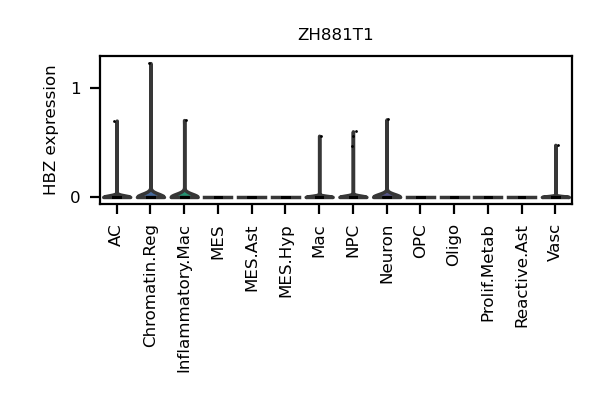 ZH881T1
HBZ expression
1
0
AC
Chromatin.Reg
Inflammatory.Mac
MES
MES.Ast
MES.Hyp
Mac
NPC
Neuron
OPC
Oligo
Prolif.Metab
Reactive.Ast
Vasc